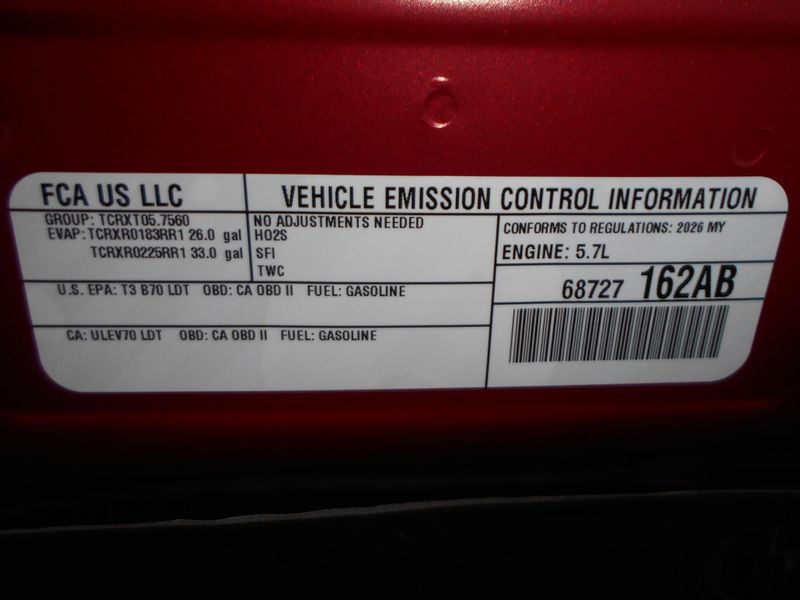 FCA US LLC
VEHICLE EMISSION CONTROL INFORMATION
GROUP: TCRXT05.7560
EVAP: TCRXR0183RR1 26.0 gal
TCRXR0225RR1 33.0 gal
NO ADJUSTMENTS NEEDED
HO2S
SFI
TWC
CONFORMS TO REGULATIONS: 2026 MY
ENGINE: 5.7L
68727 162AB
U.S. EPA: T3 B70 LDT OBD: CA OBD II FUEL: GASOLINE
CA: ULEV70 LDT OBD: CA OBD II FUEL: GASOLINE